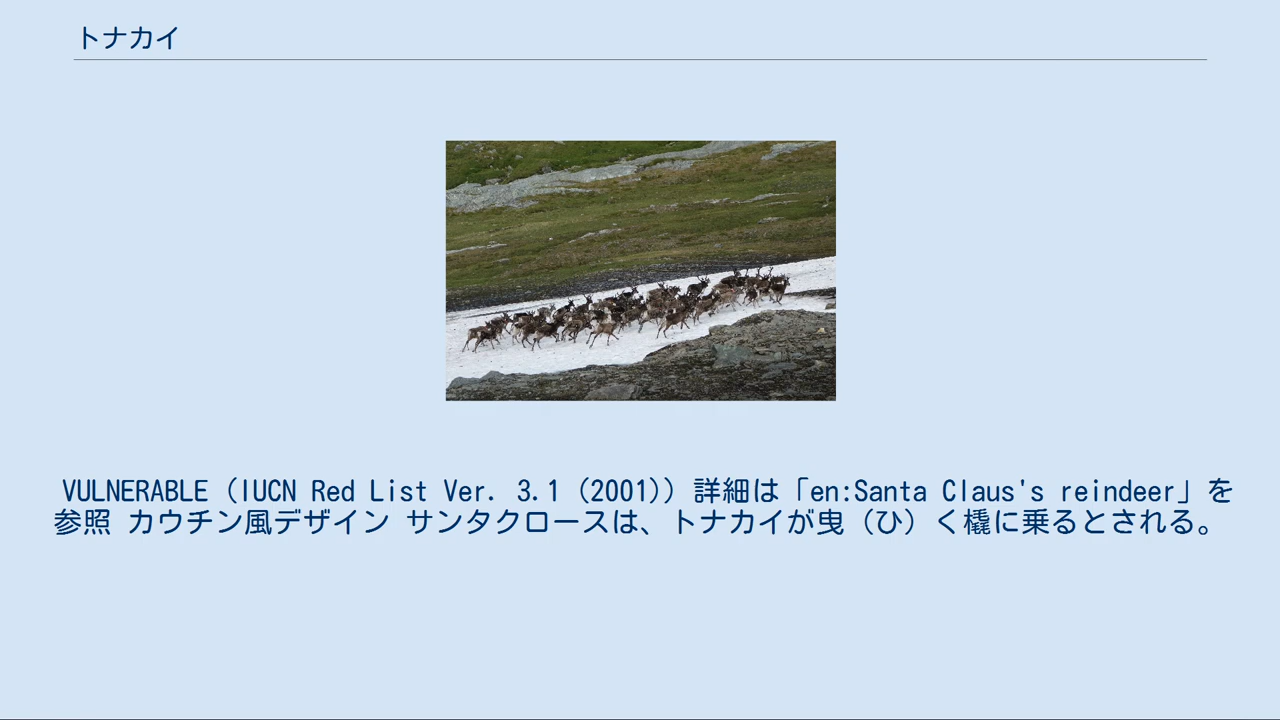 トナカイ
VULNERABLE (IUCN Red List Ver. 3.1 (2001)) 詳細は「en:Santa Claus's reindeer」を
参照 カウチン風デザイン サンタクロースは、トナカイが曳（ひ）く橇に乗るとされる。